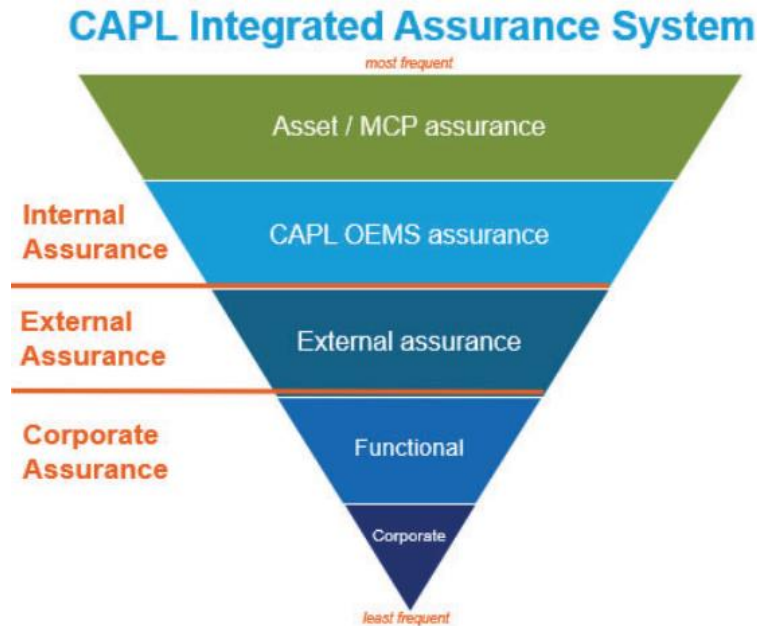 CAPL Integrated Assurance System
most frequent
Asset / MCP assurance
Internal
Assurance
CAPL OEMS assurance
External
Assurance
External assurance
Corporate
Assurance
Functional
Corporate
least frequent